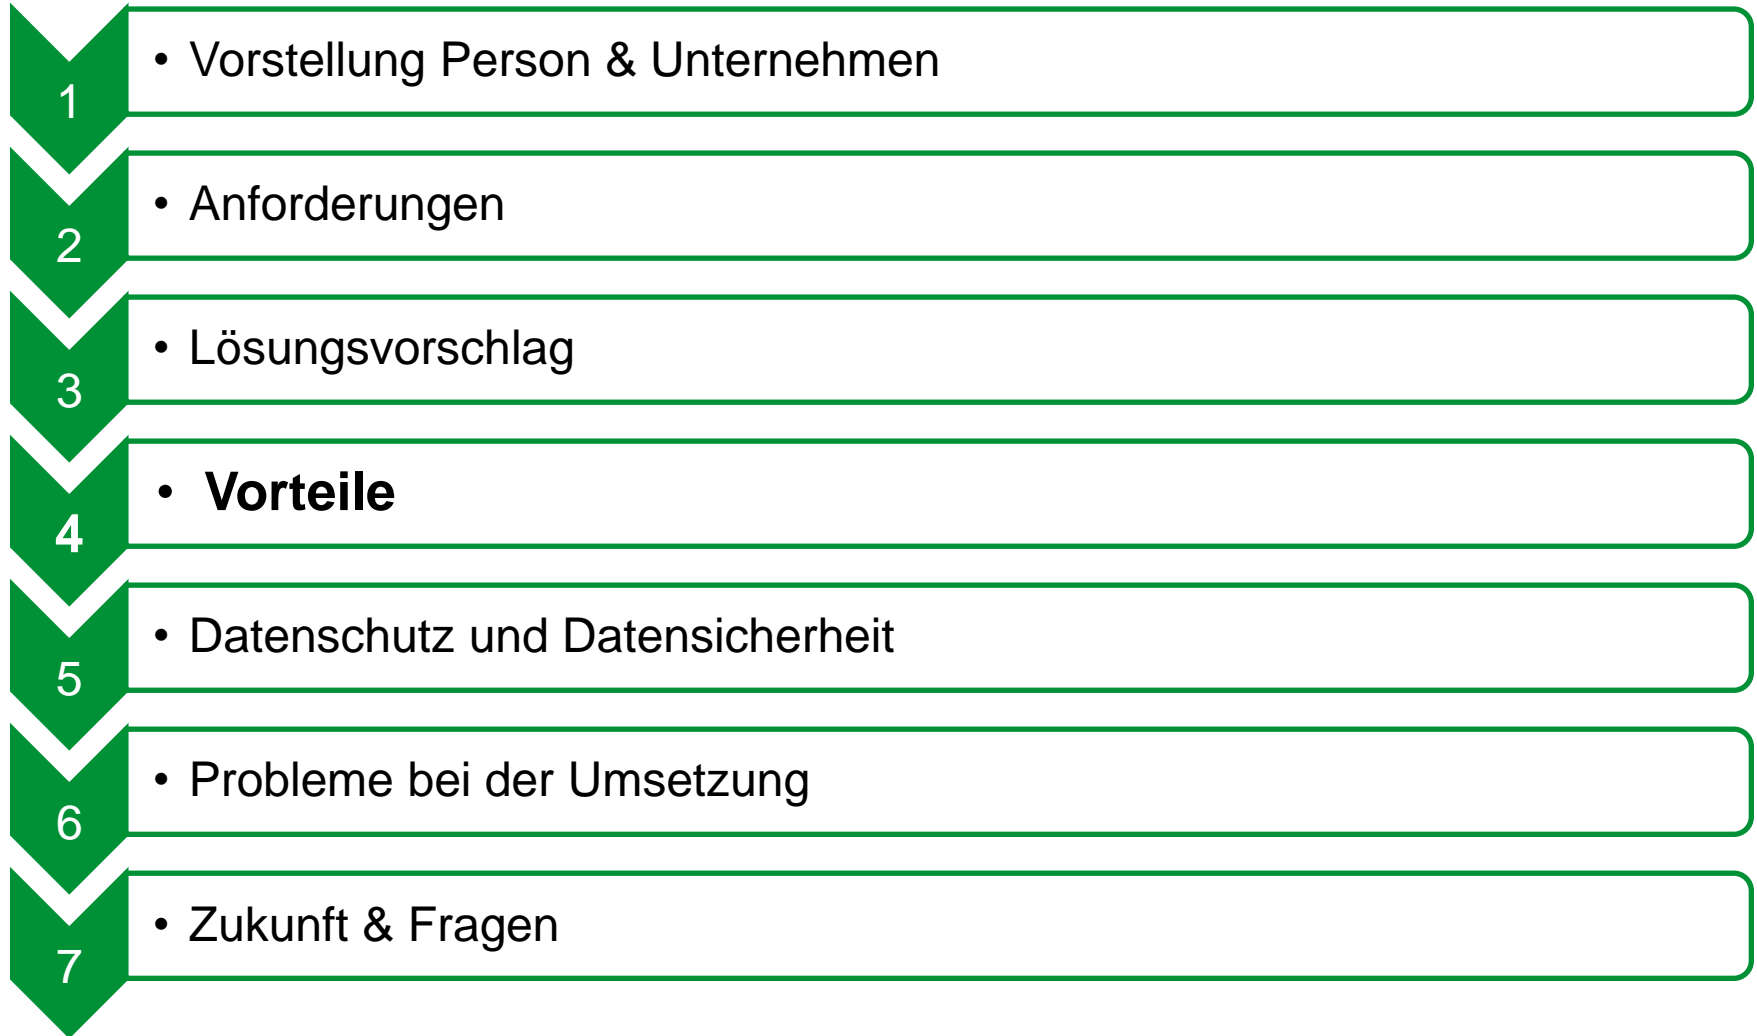 1
• Vorstellung Person & Unternehmen
2
• Anforderungen
3
• Lösungsvorschlag
4
• Vorteile
5
• Datenschutz und Datensicherheit
6
• Probleme bei der Umsetzung
7
• Zukunft & Fragen